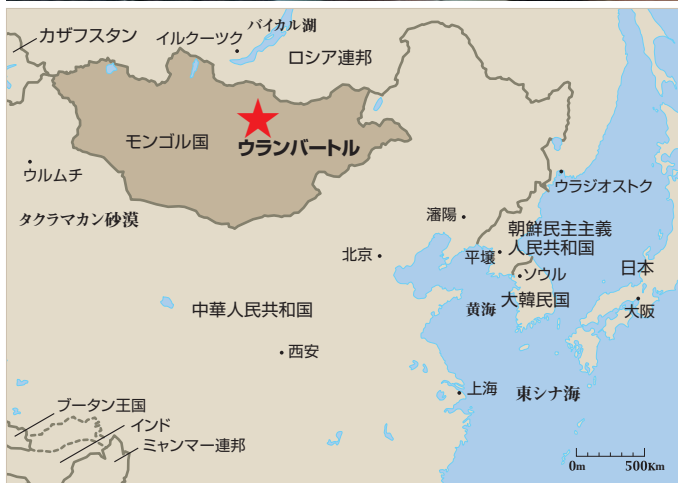 バイカル湖
カザフスタン
イルクーツク
ロシア連邦
モンゴル国
ウランバートル
ウルムチ
ウラジオストク
タクラマカン砂漠
瀋陽
朝鮮民主主義
人民共和国
北京
平壌
ソウル
日本
大韓民国
中華人民共和国
黄海
大阪
西安
上海
東シナ海
ブータン王国
インド
ミャンマー連邦
0m
500Km